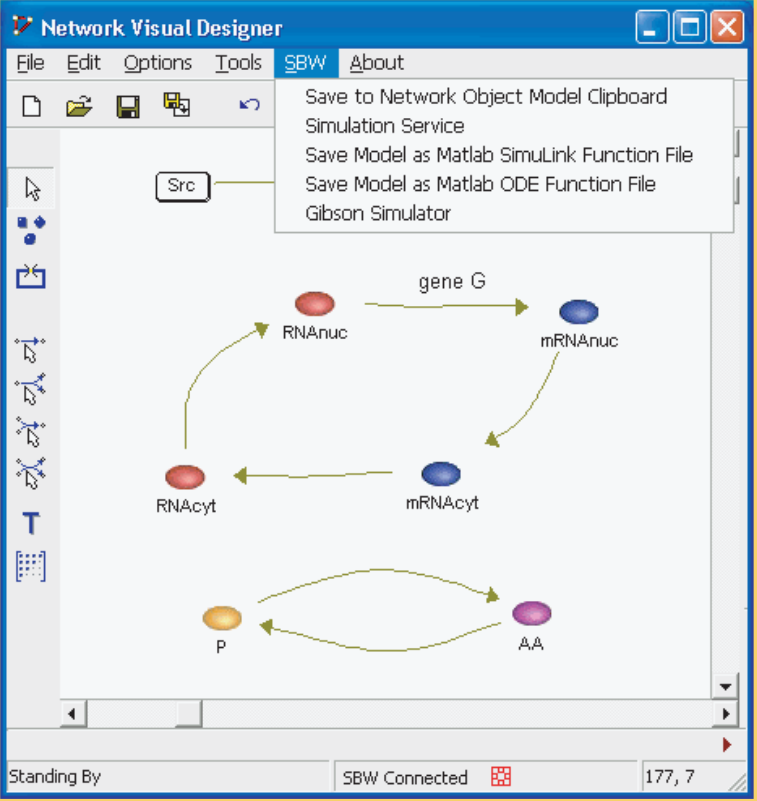 Network Visual Designer
File Edit Options Tools SBW About
Save to Network Object Model Clipboard
Simulation Service
Save Model as Matlab SimuLink Function File
Save Model as Matlab ODE Function File
Gibson Simulator
Src
gene G
RNAnuc
mRNAnuc
RNAcyt
mRNAcyt
T
P
AA
Standing By
SBW Connected
177, 7